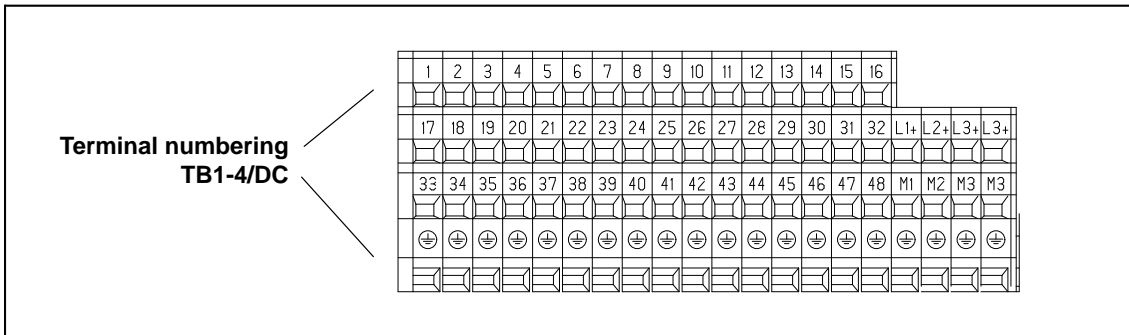 1 2 3 4 5 6 7 8 9 10 11 12 13 14 15 16
17 18 19 20 21 22 23 24 25 26 27 28 29 30 31 32 L1+ L2+ L3+ L3+
Terminal numbering
TB1-4/DC
33 34 35 36 37 38 39 40 41 42 43 44 45 46 47 48 M1 M2 M3 M3